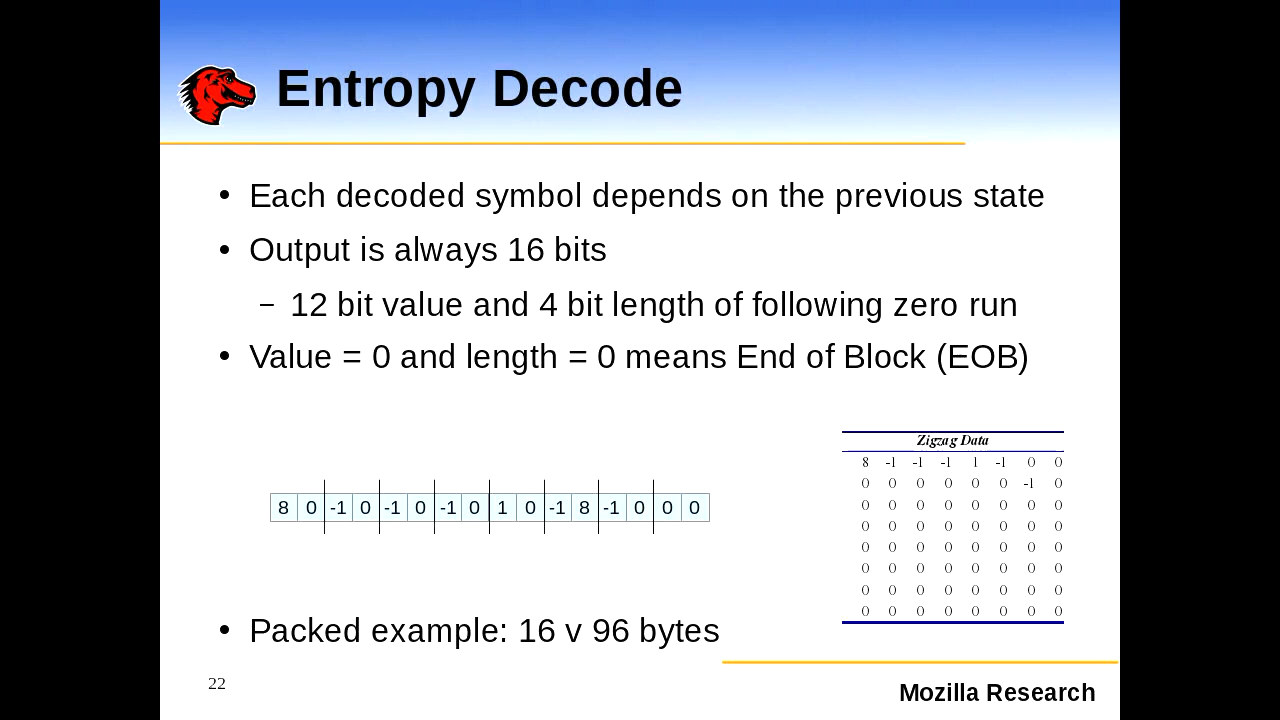 Entropy Decode
• Each decoded symbol depends on the previous state
• Output is always 16 bits
– 12 bit value and 4 bit length of following zero run
• Value = 0 and length = 0 means End of Block (EOB)
Zigzag Data
8 -1 -1 -1 1 -1 0 0
0 0 0 0 0 0 -1 0
0 0 0 0 0 0 0 0
0 0 0 0 0 0 0 0
0 0 0 0 0 0 0 0
0 0 0 0 0 0 0 0
0 0 0 0 0 0 0 0
0 0 0 0 0 0 0 0
8 0 -1 0 -1 0 -1 0 1 0 -1 8 -1 0 0 0
• Packed example: 16 v 96 bytes
22
Mozilla Research